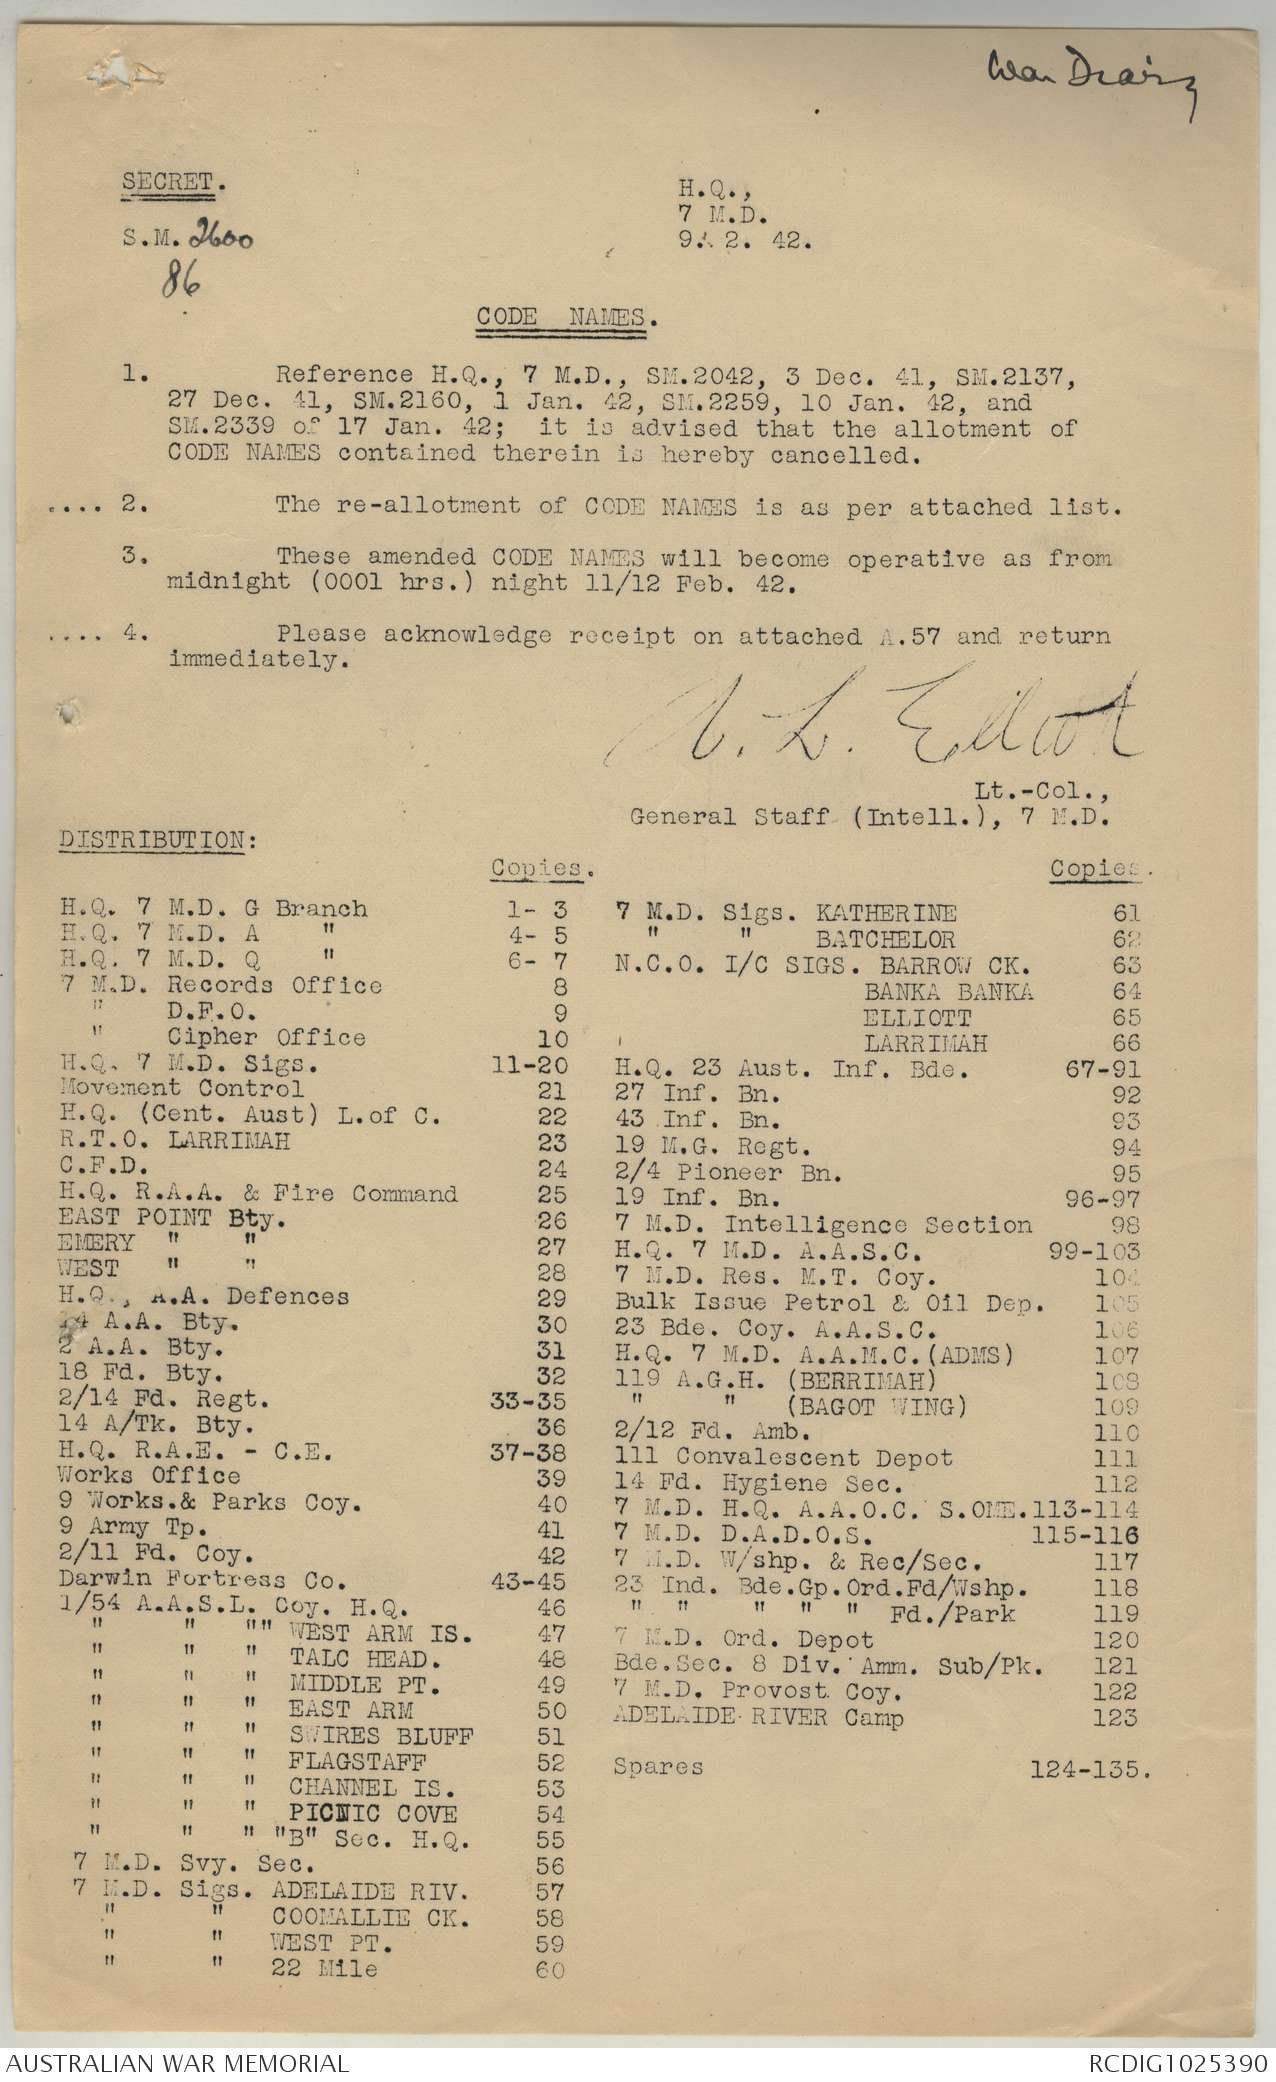 War Diary
SECRET.
H.Q.,
7 M.D.
S.M. 2600
9. 2. 42.
86
CODE NAMES.
1. Reference H.Q., 7 M.D., SM.2042, 3 Dec. 41, SM.2137,
27 Dec. 41, SM.2160, 1 Jan. 42, SM.2259, 10 Jan. 42, and
SM.2339 of 17 Jan. 42; it is advised that the allotment of
CODE NAMES contained therein is hereby cancelled.
.... 2. The re-allotment of CODE NAMES is as per attached list.
3. These amended CODE NAMES will become operative as from
midnight (0001 hrs.) night 11/12 Feb. 42.
.... 4. Please acknowledge receipt on attached A.57 and return
immediately.
L. Elliot
Lt.-Col.,
General Staff (Intell.), 7 M.D.
DISTRIBUTION:
Copies.
H.Q. 7 M.D. G Branch 1- 3
H.Q. 7 M.D. A " 4- 5
H.Q. 7 M.D. Q " 6- 7
7 M.D. Records Office 8
" D.F.O. 9
" Cipher Office 10
H.Q. 7 M.D. Sigs. 11-20
Movement Control 21
H.Q. (Cent. Aust) L.of C. 22
R.T.O. LARRIMAH 23
C.F.D. 24
H.Q. R.A.A. & Fire Command 25
EAST POINT Bty. 26
EMERY " " 27
WEST " " 28
H.Q., A.A. Defences 29
14 A.A. Bty. 30
2 A.A. Bty. 31
18 Fd. Bty. 32
2/14 Fd. Regt. 33-35
14 A/Tk. Bty. 36
H.Q. R.A.E. - C.E. 37-38
Works Office 39
9 Works.& Parks Coy. 40
9 Army Tp. 41
2/11 Fd. Coy. 42
Darwin Fortress Co. 43-45
1/54 A.A.S.L. Coy. H.Q. 46
" " "" WEST ARM IS. 47
" " " TALC HEAD. 48
" " " MIDDLE PT. 49
" " " EAST ARM 50
" " " SWIRES BLUFF 51
" " " FLAGSTAFF 52
" " " CHANNEL IS. 53
" " " PICNIC COVE 54
" " " "B" Sec. H.Q. 55
7 M.D. Svy. Sec. 56
7 M.D. Sigs. ADELAIDE RIV. 57
" " COOMALLIE CK. 58
" " WEST PT. 59
" " 22 Mile 60
Copies.
7 M.D. Sigs. KATHERINE 61
" " BATCHELOR 62
N.C.O. I/C SIGS. BARROW CK. 63
BANKA BANKA 64
ELLIOTT 65
LARRIMAH 66
H.Q. 23 Aust. Inf. Bde. 67-91
27 Inf. Bn. 92
43 Inf. Bn. 93
19 M.G. Regt. 94
2/4 Pioneer Bn. 95
19 Inf. Bn. 96-97
7 M.D. Intelligence Section 98
H.Q. 7 M.D. A.A.S.C. 99-103
7 M.D. Res. M.T. Coy. 104
Bulk Issue Petrol & Oil Dep. 105
23 Bde. Coy. A.A.S.C. 106
H.Q. 7 M.D. A.A.M.C.(ADMS) 107
119 A.G.H. (BERRIMAH) 108
" " (BAGOT WING) 109
2/12 Fd. Amb. 110
111 Convalescent Depot 111
14 Fd. Hygiene Sec. 112
7 M.D. H.Q. A.A.O.C. S.OME. 113-114
7 M.D. D.A.D.O.S. 115-116
7 M.D. W/shp. & Rec/Sec. 117
23 Ind. Bde.Gp.Ord.Fd/Wshp. 118
" " " " " Fd./Park 119
7 M.D. Ord. Depot 120
Bde.Sec. 8 Div. Amm. Sub/Pk. 121
7 M.D. Provost Coy. 122
ADELAIDE RIVER Camp 123
Spares 124-135.
AUSTRALIAN WAR MEMORIAL
RCDIG1025390